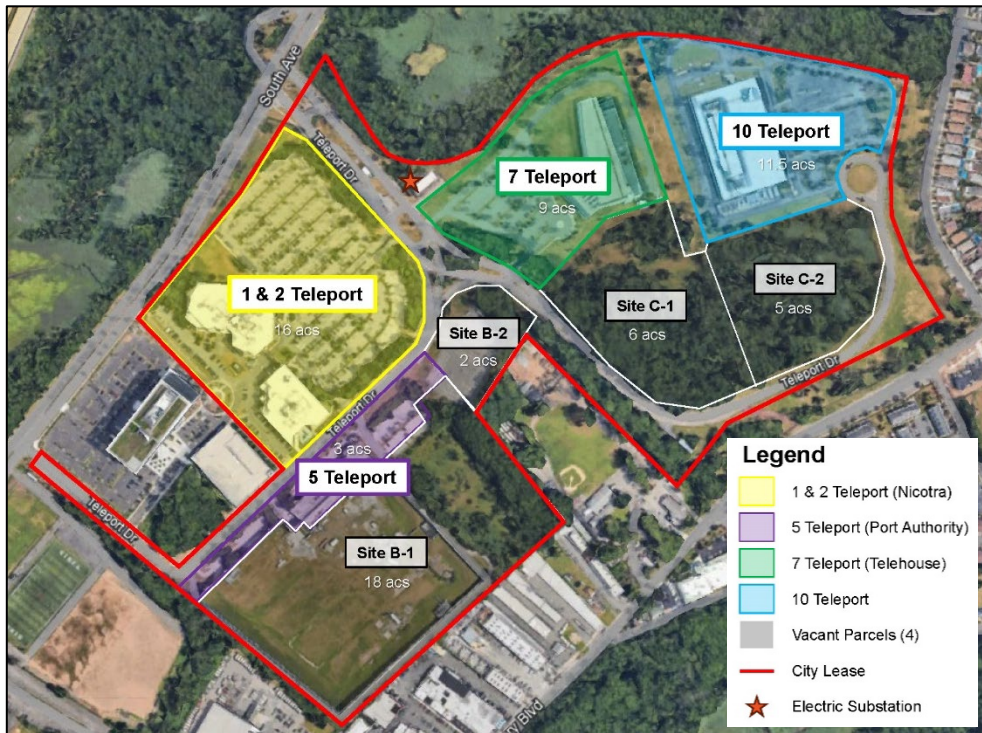 South Ave
Teleport Dr
10 Teleport
11.5 acs
7 Teleport
9 acs
1 & 2 Teleport
16 acs
Site C-2
5 acs
Site C-1
6 acs
Site B-2
2 acs
Teleport Dr
Teleport Dr
3 acs
5 Teleport
Teleport Dr
Site B-1
18 acs
ry Blvd
Legend
1 & 2 Teleport (Nicotra)
5 Teleport (Port Authority)
7 Teleport (Telehouse)
10 Teleport
Vacant Parcels (4)
City Lease
Electric Substation